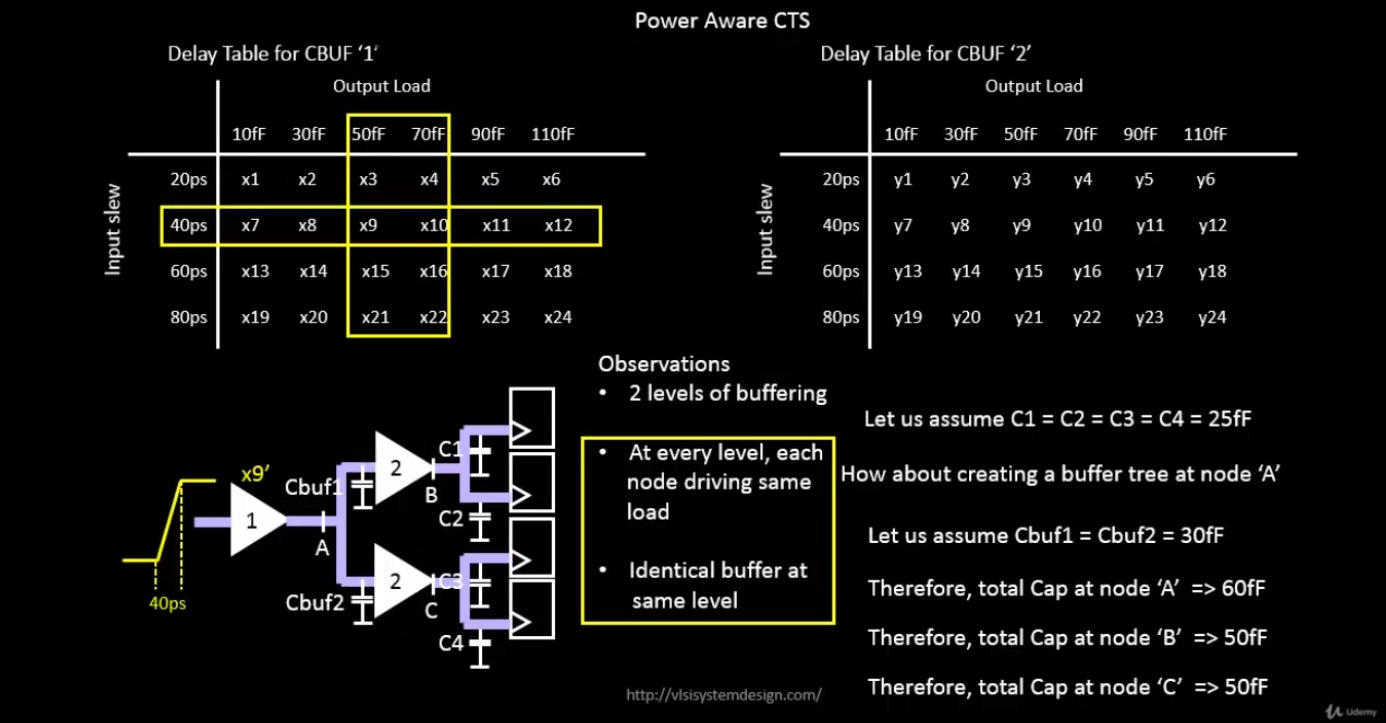 Power Aware CTS
Delay Table for CBUF ‘1’
Output Load
10fF 30fF 50fF 70fF 90fF 110fF
Input slew
20ps x1 x2 x3 x4 x5 x6
40ps x7 x8 x9 x10 x11 x12
60ps x13 x14 x15 x16 x17 x18
80ps x19 x20 x21 x22 x23 x24
Delay Table for CBUF ‘2’
Output Load
10fF 30fF 50fF 70fF 90fF 110fF
Input slew
20ps y1 y2 y3 y4 y5 y6
40ps y7 y8 y9 y10 y11 y12
60ps y13 y14 y15 y16 y17 y18
80ps y19 y20 y21 y22 y23 y24
x9’
40ps
1
A
Cbuf1
2
B
C1
C2
Cbuf2
2
C
C3
C4
Observations
• 2 levels of buffering
• At every level, each
node driving same
load
• Identical buffer at
same level
Let us assume C1 = C2 = C3 = C4 = 25fF
How about creating a buffer tree at node ‘A’
Let us assume Cbuf1 = Cbuf2 = 30fF
Therefore, total Cap at node ‘A’ => 60fF
Therefore, total Cap at node ‘B’ => 50fF
Therefore, total Cap at node ‘C’ => 50fF
http://vlsisystemdesign.com/
Udemy